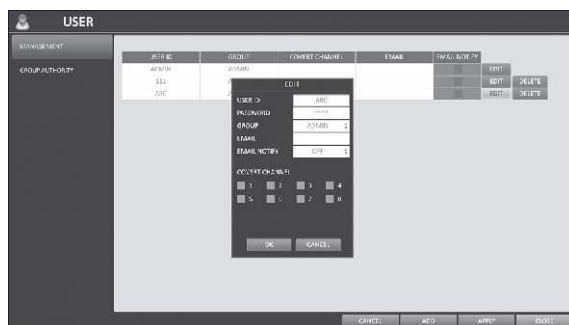 USER
MANAGEMENT
GROUP AUTHORITY
USER ID GROUP COVERT CHANNEL EMAIL EMAIL NOTIFY
ADMIN ADMIN EDIT
111 EDIT DELETE
ABC EDIT DELETE
EDIT
USER ID ABC
PASSWORD ****
GROUP ADMIN
EMAIL
EMAIL NOTIFY OFF
COVERT CHANNEL
1 2 3 4
5 6 7 8
OK CANCEL
CANCEL ADD APPLY CLOSE